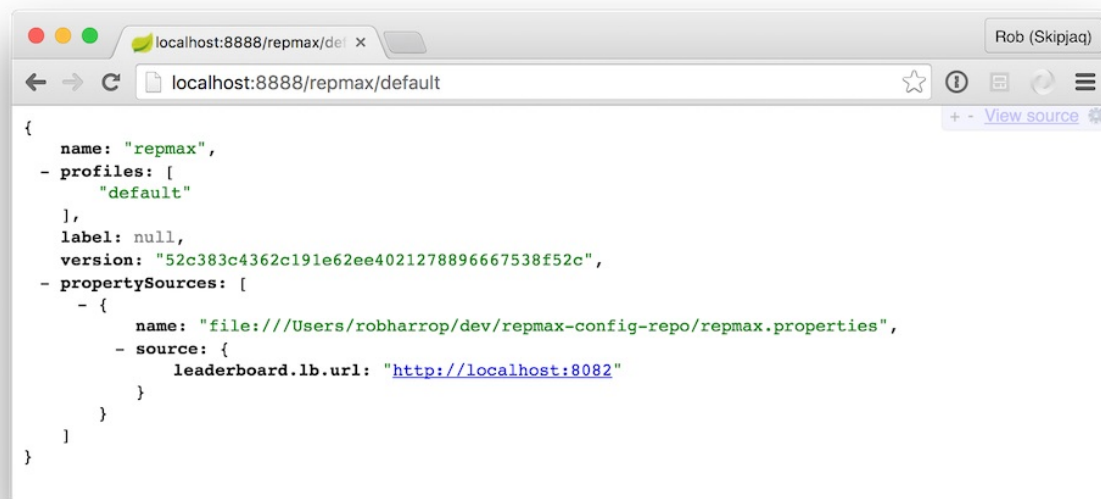 localhost:8888/repmax/def
Rob (Skipjaq)
localhost:8888/repmax/default
+ - View source
{
name: "repmax",
- profiles: [
"default"
],
label: null,
version: "52c383c4362c191e62ee4021278896667538f52c",
- propertySources: [
- {
name: "file:///Users/robharrop/dev/repmax-config-repo/repmax.properties",
- source: {
leaderboard.lb.url: "http://localhost:8082"
}
}
]
}